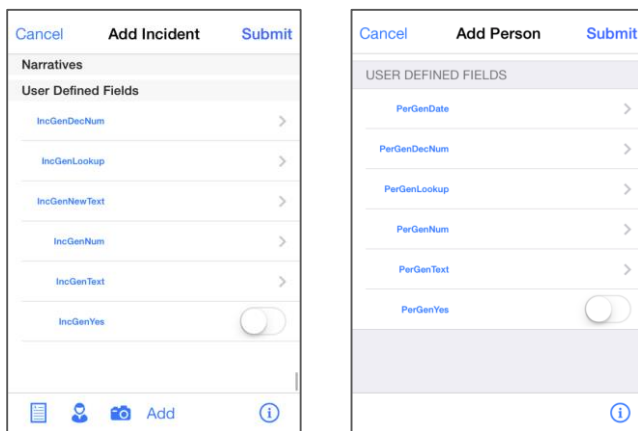 Cancel Add Incident Submit
Narratives
User Defined Fields
IncGenDecNum
IncGenLookup
IncGenNewText
IncGenNum
IncGenText
IncGenYes
Add
Cancel Add Person Submit
USER DEFINED FIELDS
PerGenDate
PerGenDecNum
PerGenLookup
PerGenNum
PerGenText
PerGenYes